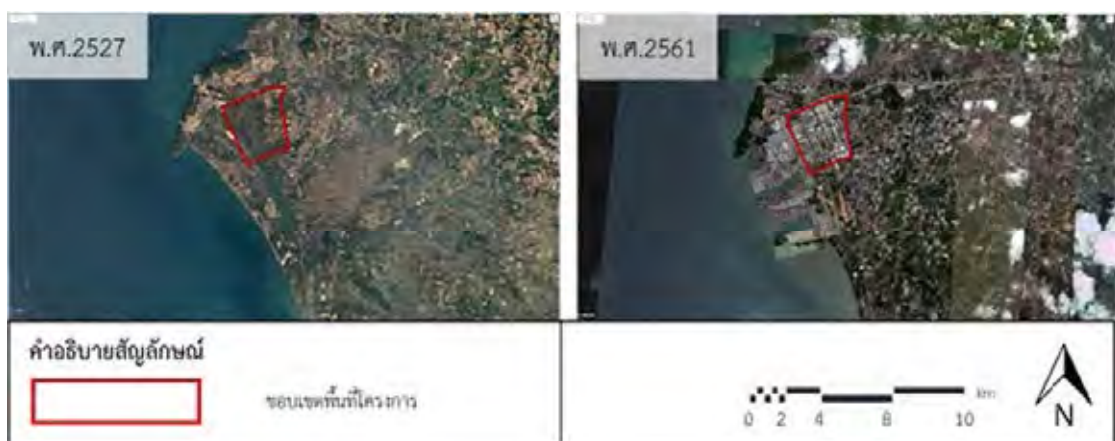 พ.ศ.2527
พ.ศ.2561
คำอธิบายสัญลักษณ์
ขอบเขตพื้นที่โครงการ
km
0 2 4 8 10
N